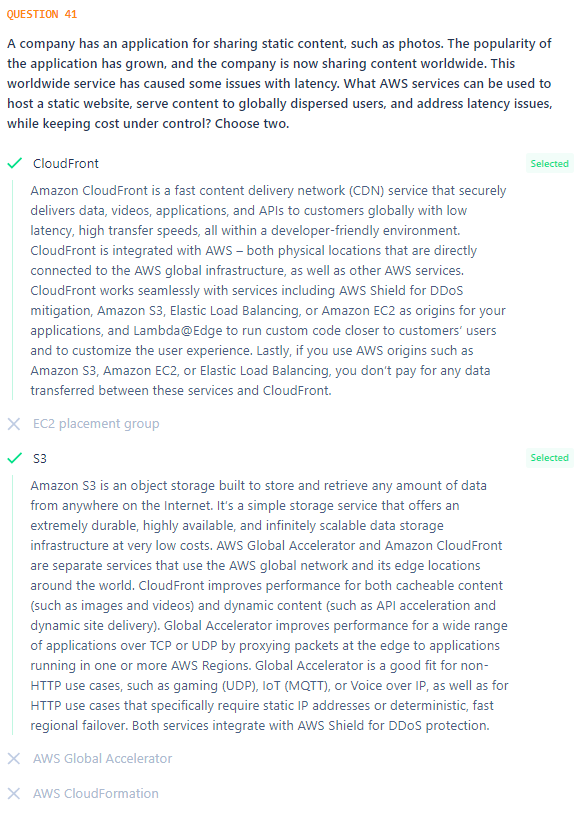 QUESTION 41
A company has an application for sharing static content, such as photos. The popularity of
the application has grown, and the company is now sharing content worldwide. This
worldwide service has caused some issues with latency. What AWS services can be used to
host a static website, serve content to globally dispersed users, and address latency issues,
while keeping cost under control? Choose two.
CloudFront
Selected
Amazon CloudFront is a fast content delivery network (CDN) service that securely
delivers data, videos, applications, and APIs to customers globally with low
latency, high transfer speeds, all within a developer-friendly environment.
CloudFront is integrated with AWS – both physical locations that are directly
connected to the AWS global infrastructure, as well as other AWS services.
CloudFront works seamlessly with services including AWS Shield for DDoS
mitigation, Amazon S3, Elastic Load Balancing, or Amazon EC2 as origins for your
applications, and Lambda@Edge to run custom code closer to customers’ users
and to customize the user experience. Lastly, if you use AWS origins such as
Amazon S3, Amazon EC2, or Elastic Load Balancing, you don’t pay for any data
transferred between these services and CloudFront.
EC2 placement group
S3
Selected
Amazon S3 is an object storage built to store and retrieve any amount of data
from anywhere on the Internet. It’s a simple storage service that offers an
extremely durable, highly available, and infinitely scalable data storage
infrastructure at very low costs. AWS Global Accelerator and Amazon CloudFront
are separate services that use the AWS global network and its edge locations
around the world. CloudFront improves performance for both cacheable content
(such as images and videos) and dynamic content (such as API acceleration and
dynamic site delivery). Global Accelerator improves performance for a wide range
of applications over TCP or UDP by proxying packets at the edge to applications
running in one or more AWS Regions. Global Accelerator is a good fit for non-
HTTP use cases, such as gaming (UDP), IoT (MQTT), or Voice over IP, as well as for
HTTP use cases that specifically require static IP addresses or deterministic, fast
regional failover. Both services integrate with AWS Shield for DDoS protection.
AWS Global Accelerator
AWS CloudFormation